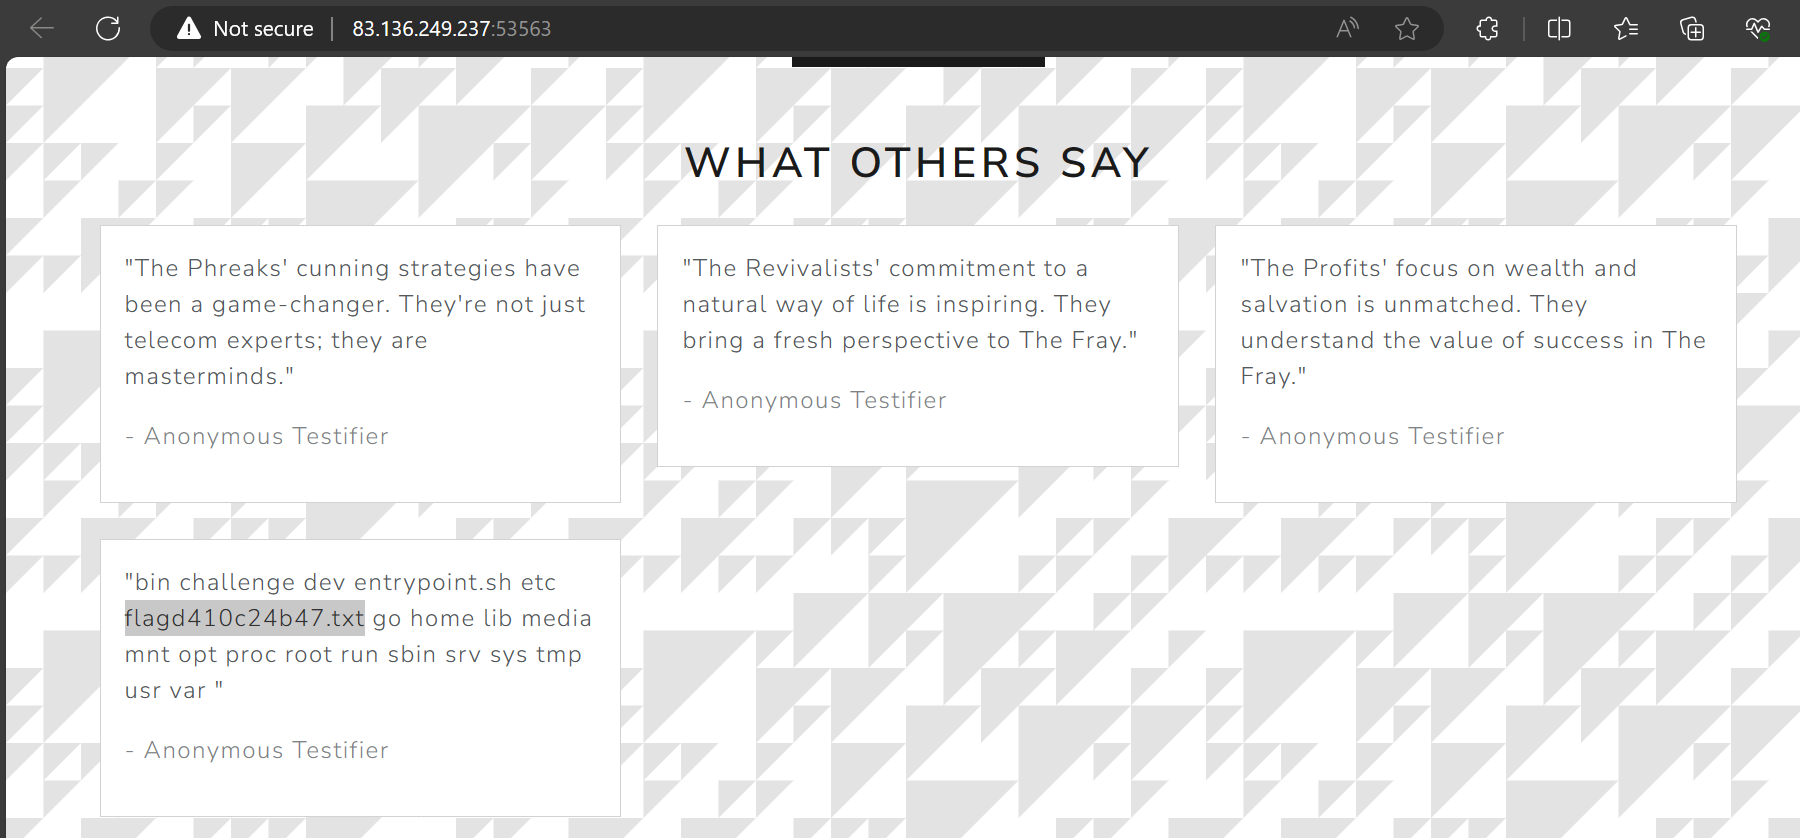 Not secure
83.136.249.237:53563
WHAT OTHERS SAY
"The Phreaks' cunning strategies have
been a game-changer. They're not just
telecom experts; they are
masterminds."
- Anonymous Testifier
"The Revivalists' commitment to a
natural way of life is inspiring. They
bring a fresh perspective to The Fray."
- Anonymous Testifier
"The Profits' focus on wealth and
salvation is unmatched. They
understand the value of success in The
Fray."
- Anonymous Testifier
"bin challenge dev entrypoint.sh etc
flagd410c24b47.txt go home lib media
mnt opt proc root run sbin srv sys tmp
usr var "
- Anonymous Testifier